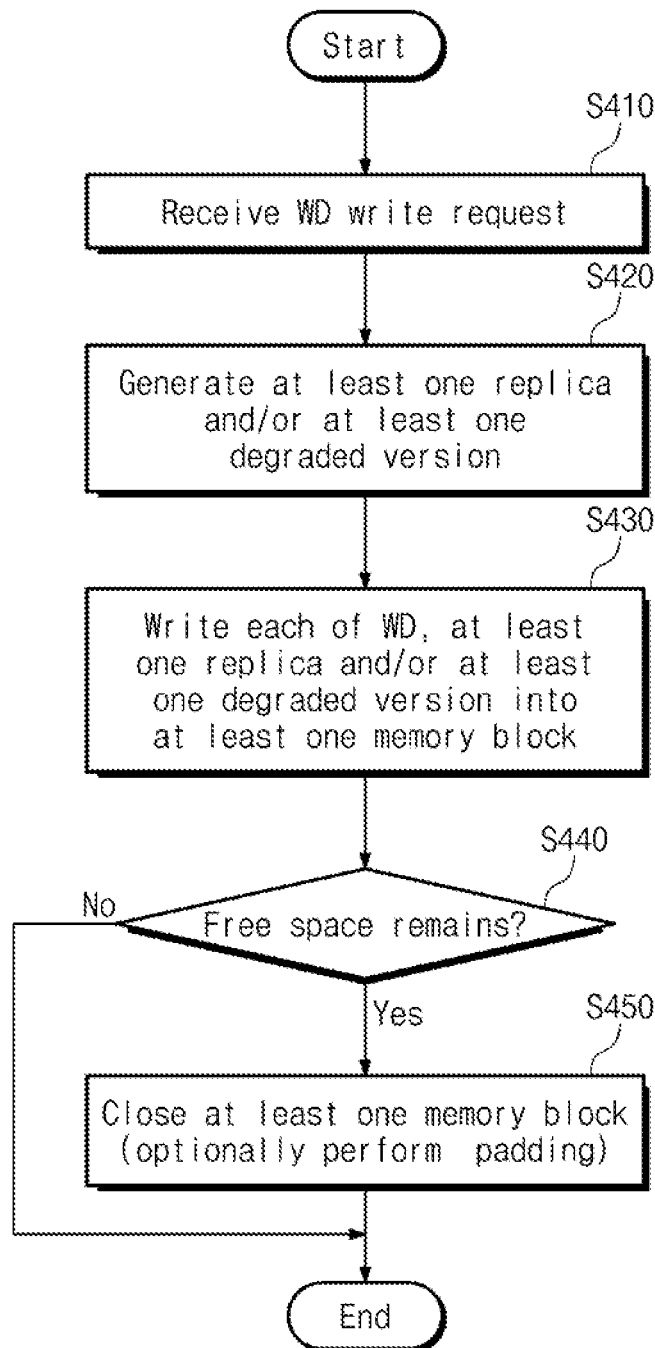 Start
S410
Receive WD write request
S420
Generate at least one replica
and/or at least one
degraded version
S430
Write each of WD, at least
one replica and/or at least
one degraded version into
at least one memory block
S440
No
Free space remains?
Yes
S450
Close at least one memory block
(optionally perform padding)
End